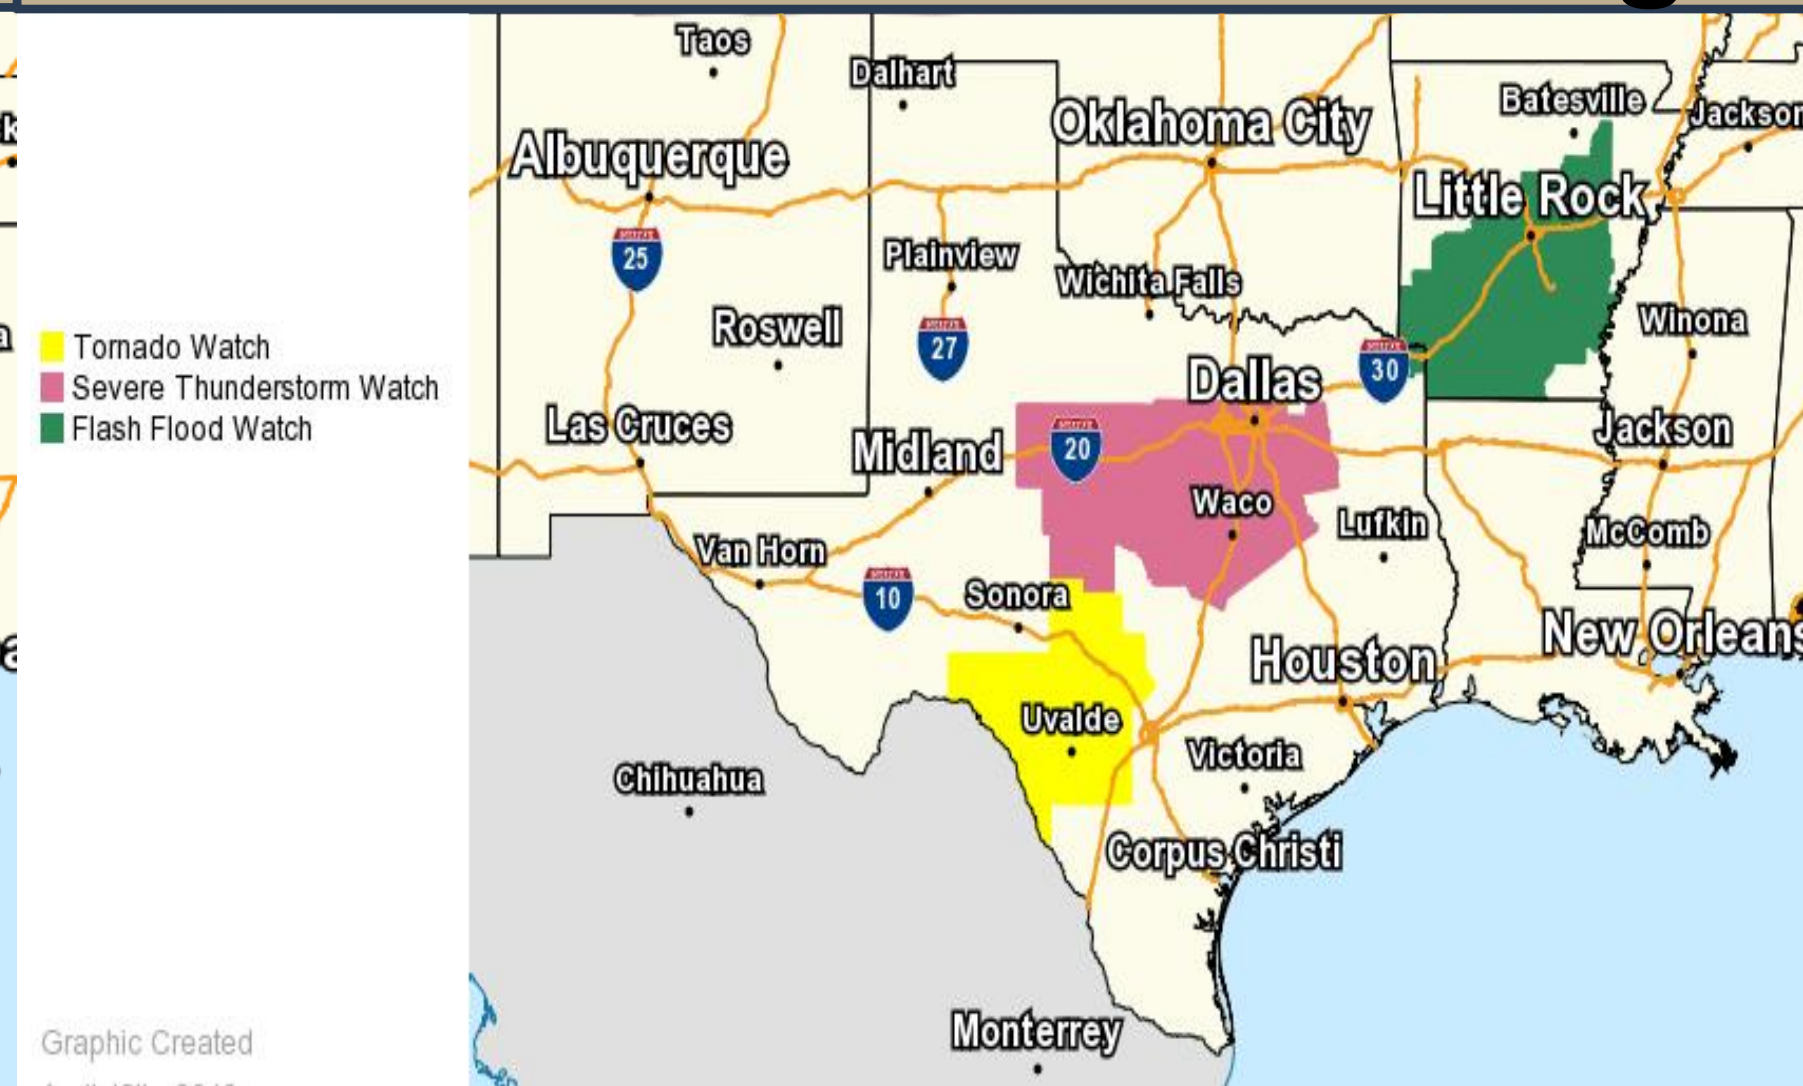 Tornado Watch
Severe Thunderstorm Watch
Flash Flood Watch
Graphic Created
Taos
Dalhart
Batesville
Jackson
Oklahoma City
Albuquerque
Little Rock
25
Plainview
Wichita Falls
Roswell
27
Winona
30
Dallas
Las Cruces
Midland
20
Jackson
Waco
Lufkin
McComb
Van Horn
10
Sonora
New Orleans
Houston
Uvalde
Victoria
Chihuahua
Corpus Christi
Monterrey